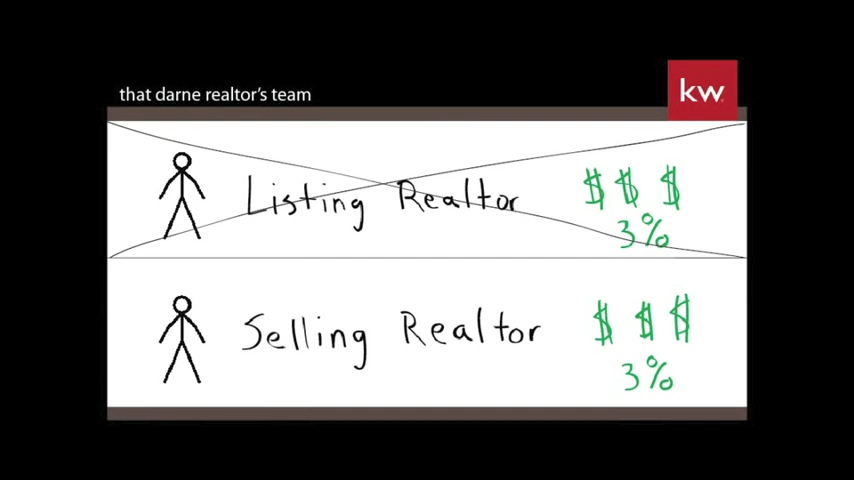 that darne realtor's team
kw
Listing Realtor $ $ $
3%
Selling Realtor $ $ $
3%